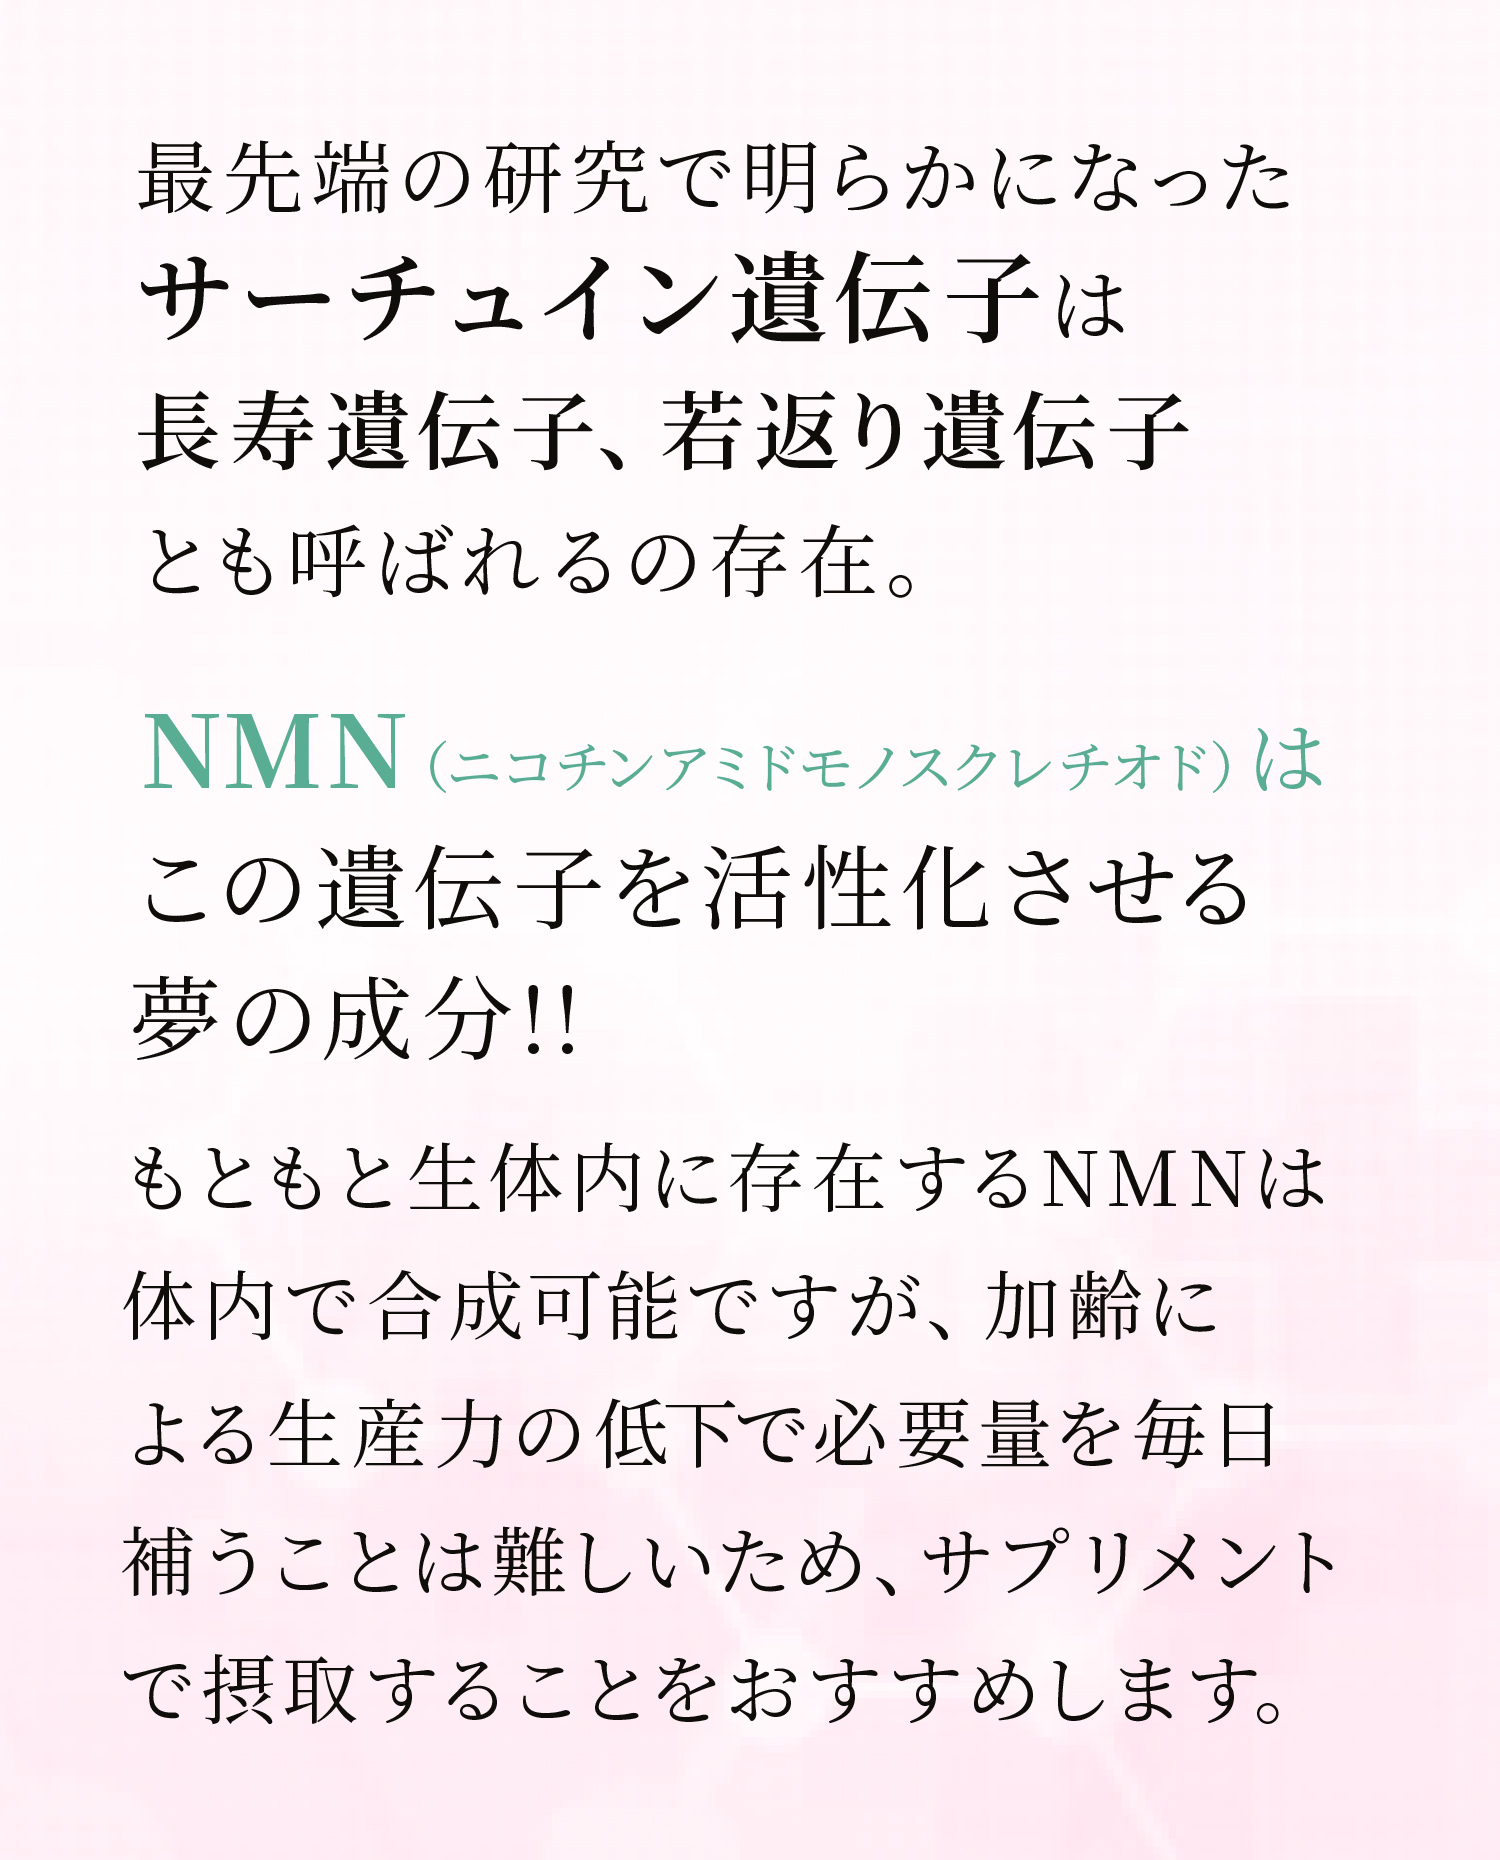 最先端の研究で明らかになった
サーチュイン遺伝子は
長寿遺伝子、若返り遺伝子
とも呼ばれるの存在。
NMN（ニコチンアミドモノスクレチオド）は
この遺伝子を活性化させる
夢の成分!!
もともと生体内に存在するNMNは
体内で合成可能ですが、加齢に
よる生産力の低下で必要量を毎日
補うことは難しいため、サプリメント
で摂取することをおすすめします。